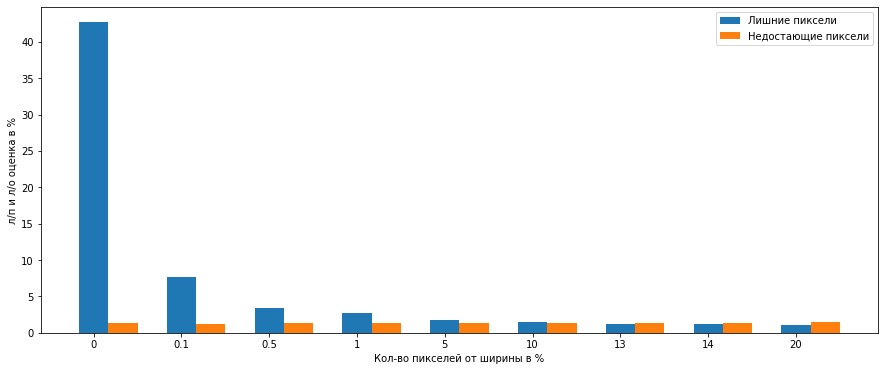 Лишние пиксели
Недостающие пиксели
л/п и л/о оценка в %
40
35
30
25
20
15
10
5
0
0 0.1 0.5 1 5 10 13 14 20
Кол-во пикселей от ширины в %